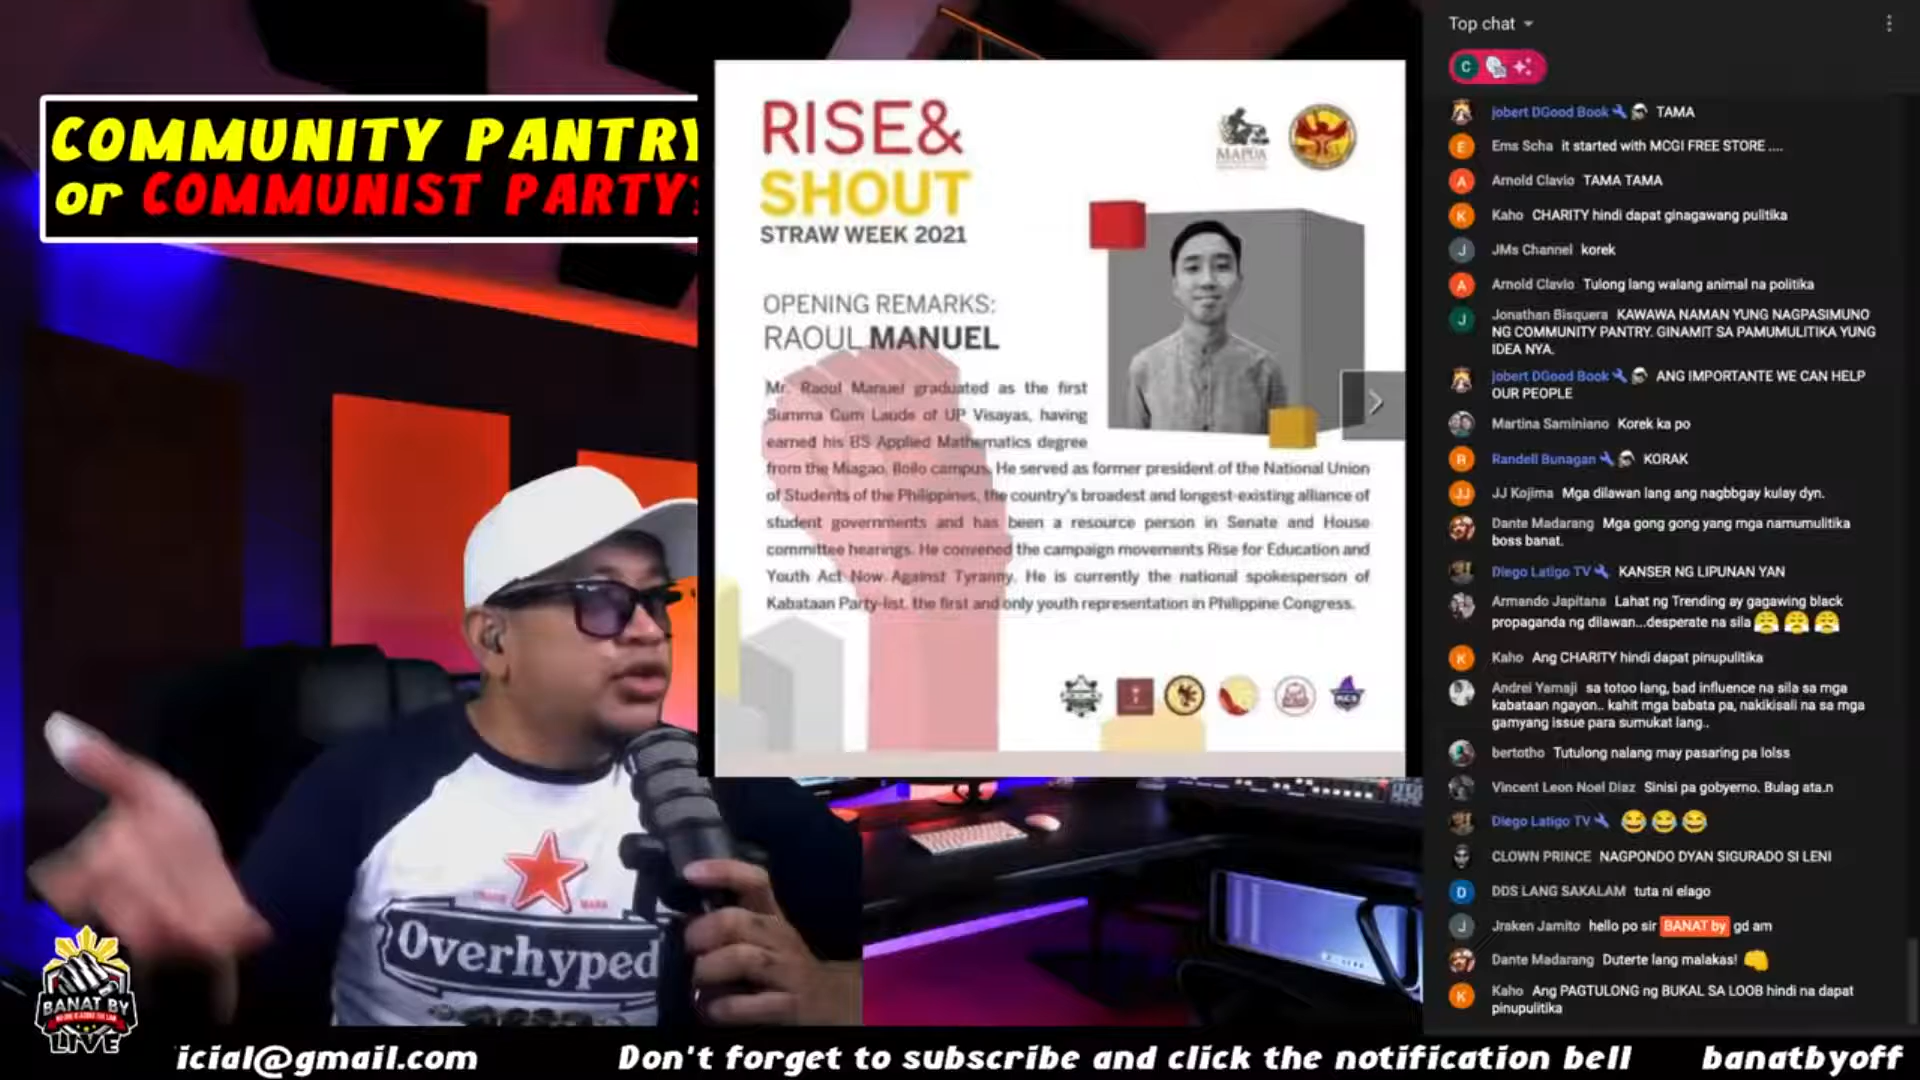 COMMUNITY PANTRY
or COMMUNIST PARTY?
RISE&
SHOUT
STRAW WEEK 2021
MAPUA
OPENING REMARKS:
RAOUL MANUEL
Mr. Raoul Manuel graduated as the first
Summa Cum Laude of UP Visayas, having
earned his BS Applied Mathematics degree
from the Miagao, Iloilo campus. He served as former president of the National Union
of Students of the Philippines, the country's broadest and longest-existing alliance of
student governments and has been a resource person in Senate and House
committee hearings. He convened the campaign movements Rise for Education and
Youth Act Now Against Tyranny. He is currently the national spokesperson of
Kabataan Party-list, the first and only youth representation in Philippine Congress.
MARK
Overhyped
BANAT BY
LIVE
icial@gmail.com Don't forget to subscribe and click the notification bell banatbyoff
Top chat
C
jobert DGood Book TAMA
E Ems Scha it started with MCGI FREE STORE ....
A Arnold Clavio TAMA TAMA
K Kaho CHARITY hindi dapat ginagawang pulitika
J JMs Channel korek
A Arnold Clavio Tulong lang walang animal na politika
J Jonathan Bisquera KAWAWA NAMAN YUNG NAGPASIMUNO
NG COMMUNITY PANTRY. GINAMIT SA PAMUMULITIKA YUNG
IDEA NYA.
jobert DGood Book ANG IMPORTANTE WE CAN HELP
OUR PEOPLE
Martina Saminiano Korek ka po
R Randell Bunagan KORAK
JJ JJ Kojima Mga dilawan lang ang nagbbgay kulay dyn.
Dante Madarang Mga gong gong yang mga namumulitika
boss banat.
Diego Latigo TV KANSER NG LIPUNAN YAN
Armando Japitana Lahat ng Trending ay gagawing black
propaganda ng dilawan...desperate na sila 😤😤😤
K Kaho Ang CHARITY hindi dapat pinupulitika
Andrei Yamaji sa totoo lang, bad influence na sila sa mga
kabataan ngayon.. kahit mga babata pa, nakikisali na sa mga
gamyang issue para sumukat lang..
bertotho Tutulong nalang may pasaring pa lolss
Vincent Leon Noel Diaz Sinisi pa gobyerno. Bulag ata.n
Diego Latigo TV 😂😂😂
CLOWN PRINCE NAGPONDO DYAN SIGURADO SI LENI
D DDS LANG SAKALAM tuta ni elago
J Jraken Jamito hello po sir BANAT by gd am
Dante Madarang Duterte lang malakas! 👊
K Kaho Ang PAGTULONG ng BUKAL SA LOOB hindi na dapat
pinupulitika